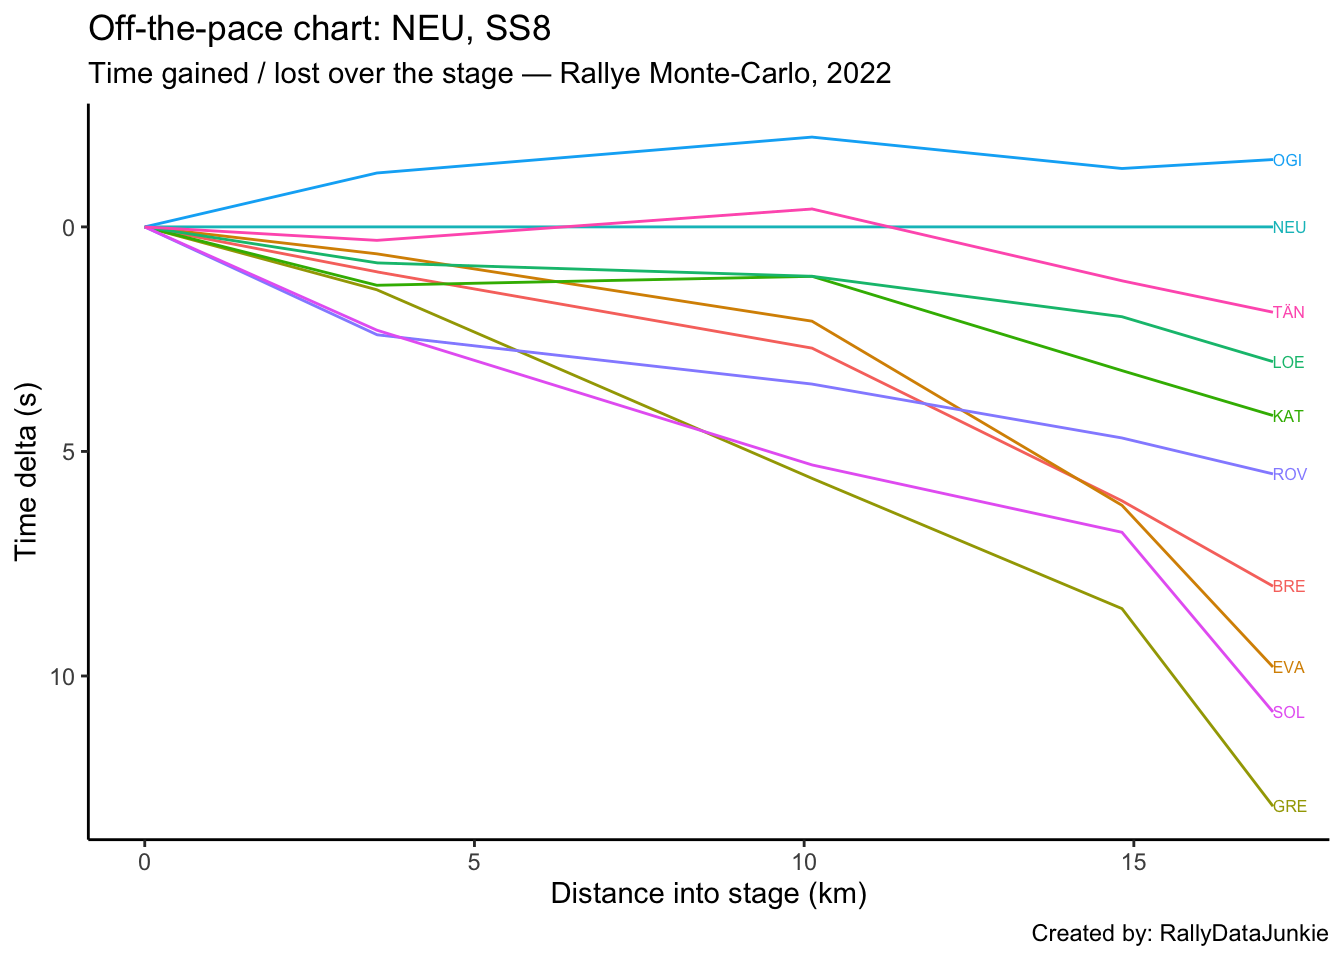 Off-the-pace chart: NEU, SS8
Time gained / lost over the stage — Rallye Monte-Carlo, 2022
OGI
0
NEU
TÄN
LOE
KAT
Time delta (s)
5
ROV
BRE
EVA
10
SOL
GRE
0 5 10 15
Distance into stage (km)
Created by: RallyDataJunkie